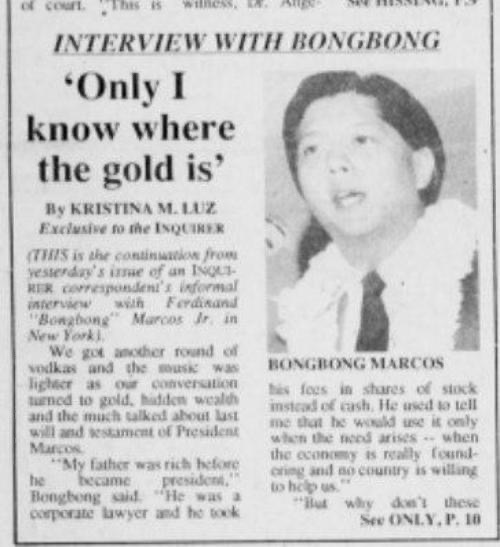 of court. "This is witness, Dr. Ange-
See HISSING, P.9
INTERVIEW WITH BONGBONG
'Only I
know where
the gold is'
By KRISTINA M. LUZ
Exclusive to the INQUIRER
(THIS is the continuation from
yesterday's issue of an INQUI-
RER correspondent's informal
interview with Ferdinand
"Bongbong" Marcos Jr. in
New York).
We got another round of
vodkas and the music was
lighter as our conversation
turned to gold, hidden wealth
and the much talked about last
will and testament of President
Marcos.
"My father was rich before
he became president,"
Bongbong said. "He was a
corporate lawyer and he took
BONGBONG MARCOS
his fees in shares of stock
instead of cash. He used to tell
me that he would use it only
when the need arises -- when
the economy is really found-
ering and no country is willing
to help us."
"But why don't these
See ONLY, P. 10